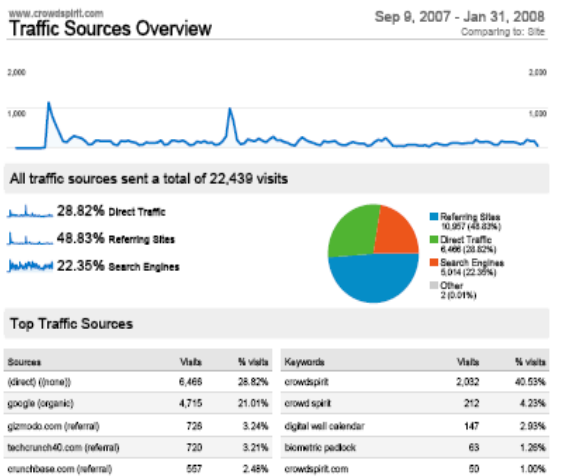 www.crowdspirit.com
Traffic Sources Overview
Sep 9, 2007 - Jan 31, 2008
Comparing to: Site
2,000 2,000
1,000 1,000
All traffic sources sent a total of 22,439 visits
28.82% Direct Traffic
48.83% Referring Sites
22.35% Search Engines
Referring Sites
10,957 (48.83%)
Direct Traffic
6,466 (28.82%)
Search Engines
5,014 (22.35%)
Other
2 (0.01%)
Top Traffic Sources
Sources Visits % visits Keywords Visits % visits
(direct) ((none)) 6,466 28.82% crowdspirit 2,032 40.53%
google (organic) 4,715 21.01% crowd spirit 212 4.23%
gizmodo.com (referral) 726 3.24% digital wall calendar 147 2.93%
techcrunch40.com (referral) 720 3.21% biometric padlock 63 1.26%
crunchbase.com (referral) 557 2.48% crowdspirit.com 50 1.00%